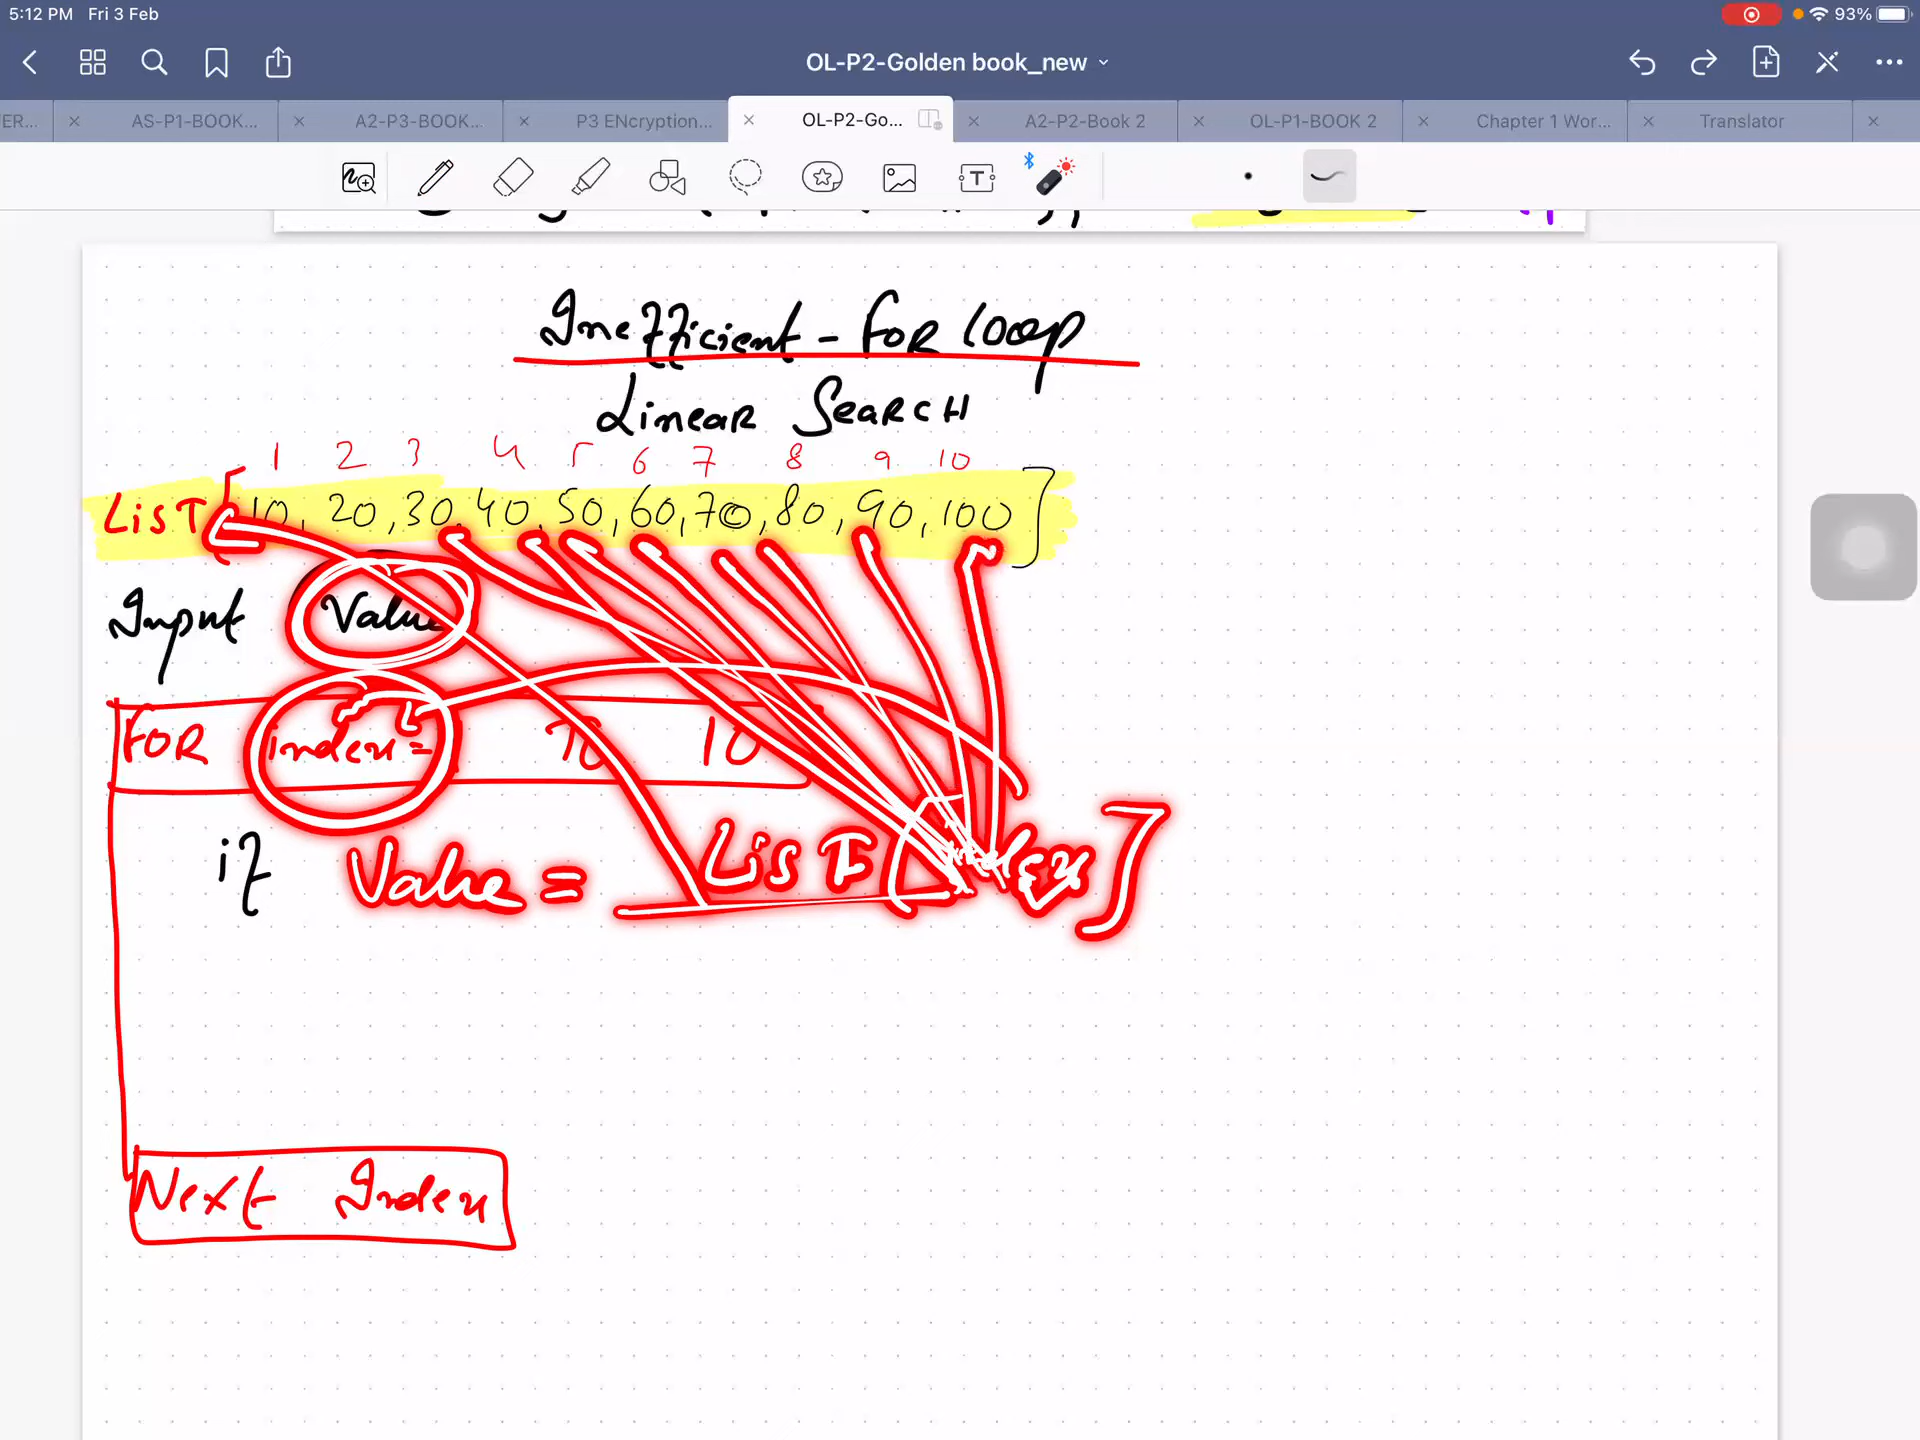 5:12 PM Fri 3 Feb
93%
OL-P2-Golden book_new
ER... AS-P1-BOOK... A2-P3-BOOK... P3 ENcryption... OL-P2-Go... A2-P2-Book 2 OL-P1-BOOK 2 Chapter 1 Wor... Translator
T
Inefficient - FOR loop
Linear SeaRcH
1 2 3 4 5 6 7 8 9 10
LisT [10, 20, 30, 40, 50, 60, 70, 80, 90, 100]
Input Value
FOR index = To 10
if Value = LisT [index]
Next Index